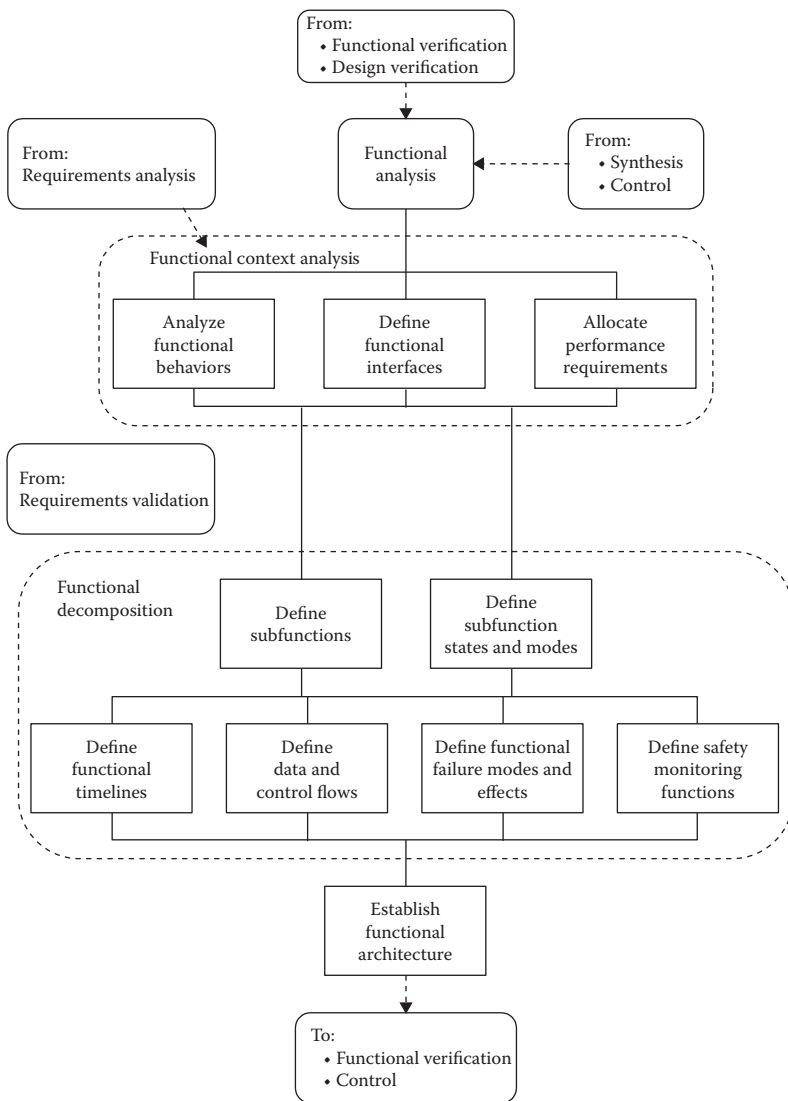 From:
• Functional verification
• Design verification
From:
Requirements analysis
Functional
analysis
From:
• Synthesis
• Control
Functional context analysis
Analyze
functional
behaviors
Define
functional
interfaces
Allocate
performance
requirements
From:
Requirements validation
Functional
decomposition
Define
subfunctions
Define
subfunction
states and modes
Define
functional
timelines
Define
data and
control flows
Define functional
failure modes and
effects
Define safety
monitoring
functions
Establish
functional
architecture
To:
• Functional verification
• Control